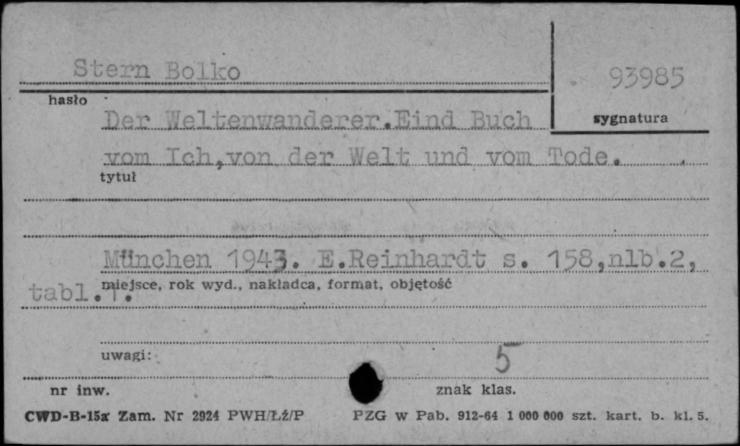 Stern Bolko
93985
hasło
sygnatura
Der Weltenwanderer.Eind Buch
vom Ich,von der Welt und vom Tode.
tytuł
München 1943. E.Reinhardt s. 158,nlb.2,
miejsce, rok wyd., nakładca, format, objętość
tabl.1.
uwagi:
5
nr inw.
znak klas.
CWD-B-15a Zam. Nr 2924 PWH/Łź/P
PZG w Pab. 912-64 1 000 000 szt. kart. b. kl. 5.